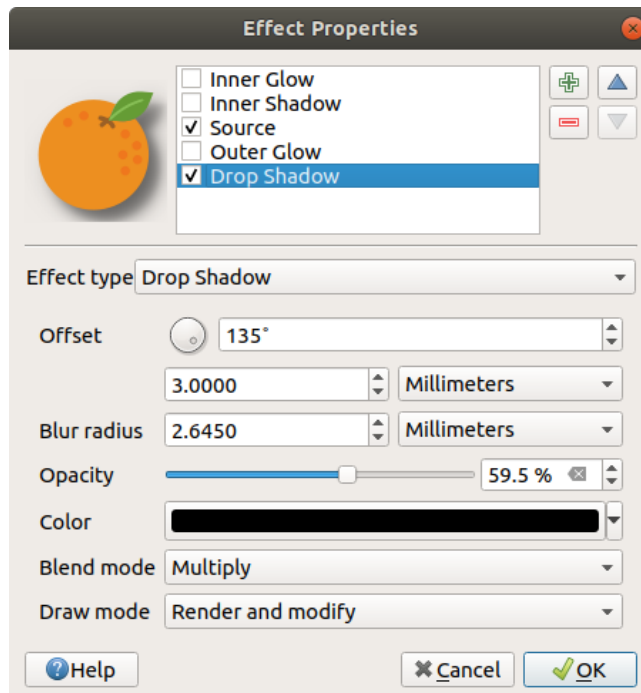 Effect Properties
Inner Glow
Inner Shadow
Source
Outer Glow
Drop Shadow
Effect type Drop Shadow
Offset 135°
3.0000 Millimeters
Blur radius 2.6450 Millimeters
Opacity 59.5 %
Color
Blend mode Multiply
Draw mode Render and modify
Help Cancel OK